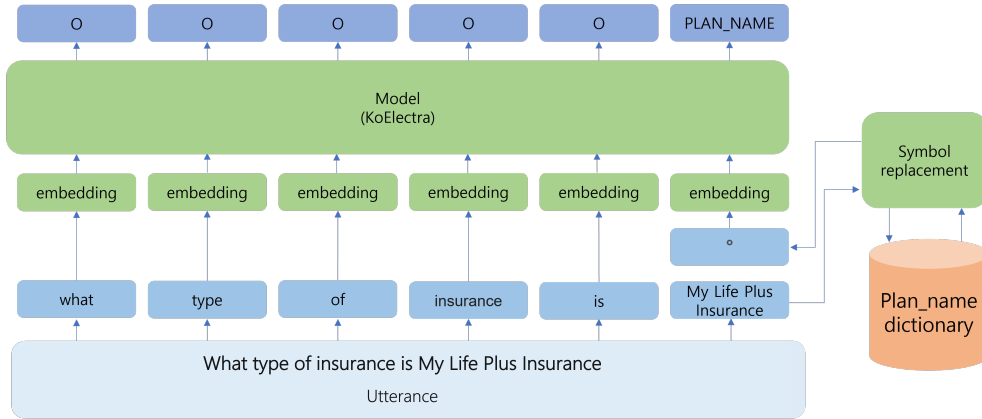 O O O O O PLAN_NAME
Model
(KoElectra)
Symbol
replacement
embedding embedding embedding embedding embedding embedding
°
what type of insurance is My Life Plus
Insurance
Plan_name
dictionary
What type of insurance is My Life Plus Insurance
Utterance